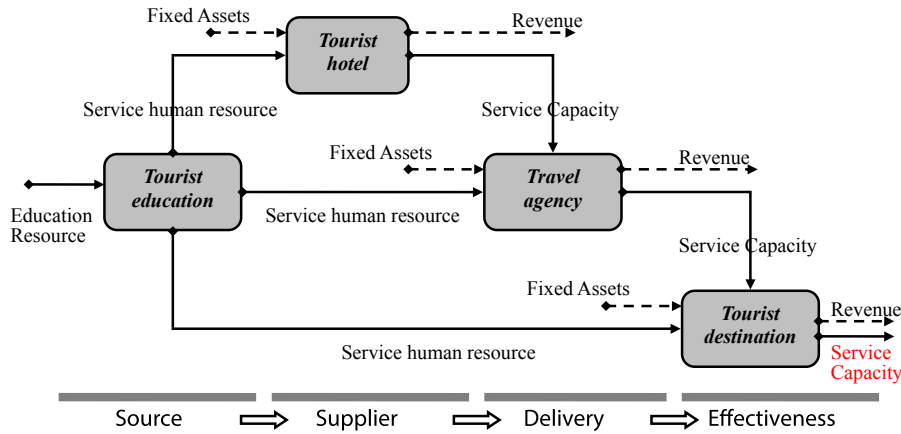 Fixed Assets
Revenue
Tourist
hotel
Service human resource
Service Capacity
Fixed Assets
Revenue
Tourist
education
Travel
agency
Education
Resource
Service human resource
Service Capacity
Fixed Assets
Revenue
Tourist
destination
Service human resource
Service
Capacity
Source
Supplier
Delivery
Effectiveness